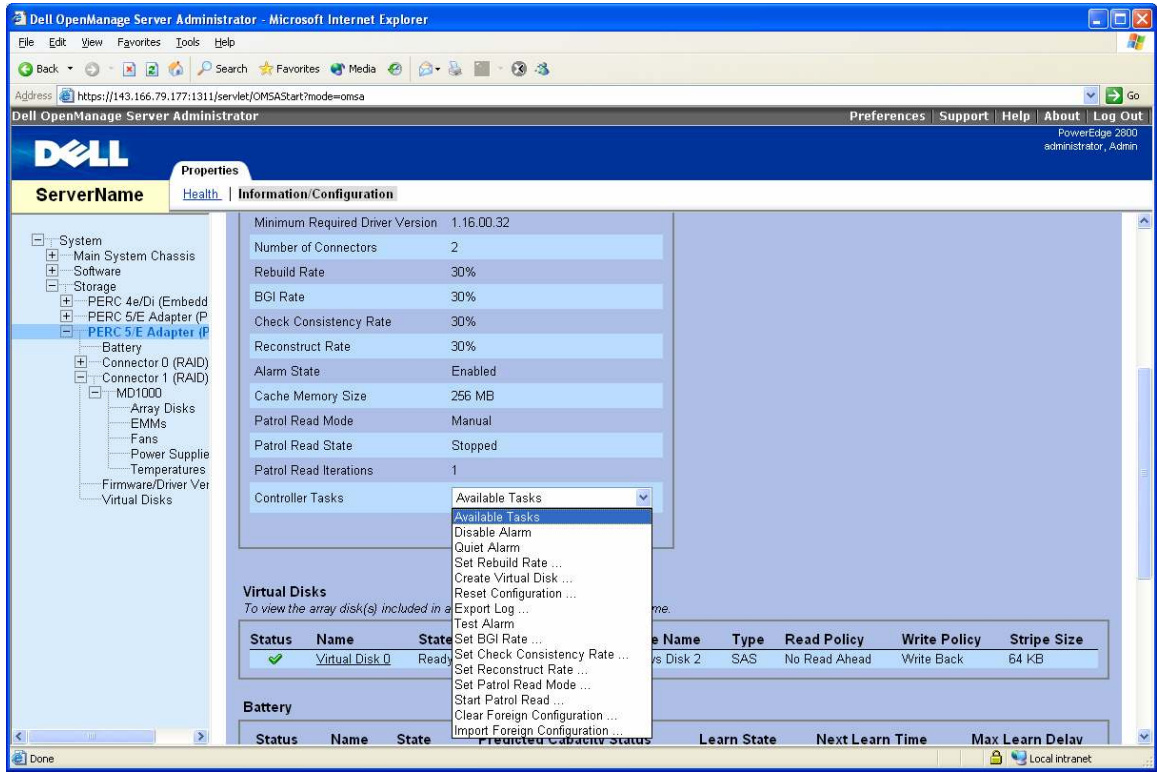 Dell OpenManage Server Administrator - Microsoft Internet Explorer
File Edit View Favorites Tools Help
Back Search Favorites Media
Address https://143.166.79.177:1311/servlet/OMSAStart?mode=omsa Go
Dell OpenManage Server Administrator Preferences | Support | Help | About | Log Out
PowerEdge 2800
administrator, Admin
DELL
Properties
ServerName
Health | Information/Configuration
System
Main System Chassis
Software
Storage
PERC 4e/Di (Embedd
PERC 5/E Adapter (P
PERC 5/E Adapter (P
Battery
Connector 0 (RAID)
Connector 1 (RAID)
MD1000
Array Disks
EMMs
Fans
Power Supplie
Temperatures
Firmware/Driver Ver
Virtual Disks
Minimum Required Driver Version 1.16.00.32
Number of Connectors 2
Rebuild Rate 30%
BGI Rate 30%
Check Consistency Rate 30%
Reconstruct Rate 30%
Alarm State Enabled
Cache Memory Size 256 MB
Patrol Read Mode Manual
Patrol Read State Stopped
Patrol Read Iterations 1
Controller Tasks Available Tasks
Available Tasks
Disable Alarm
Quiet Alarm
Set Rebuild Rate ...
Create Virtual Disk ...
Reset Configuration ...
Export Log ...
Test Alarm
Set BGI Rate ...
Set Check Consistency Rate ...
Set Reconstruct Rate ...
Set Patrol Read Mode ...
Start Patrol Read ...
Clear Foreign Configuration ...
Import Foreign Configuration ...
Virtual Disks
To view the array disk(s) included in a me.
Status Name State e Name Type Read Policy Write Policy Stripe Size
Virtual Disk 0 Ready vs Disk 2 SAS No Read Ahead Write Back 64 KB
Battery
Status Name State Predicted Capacity Status Learn State Next Learn Time Max Learn Delay
Done Local intranet